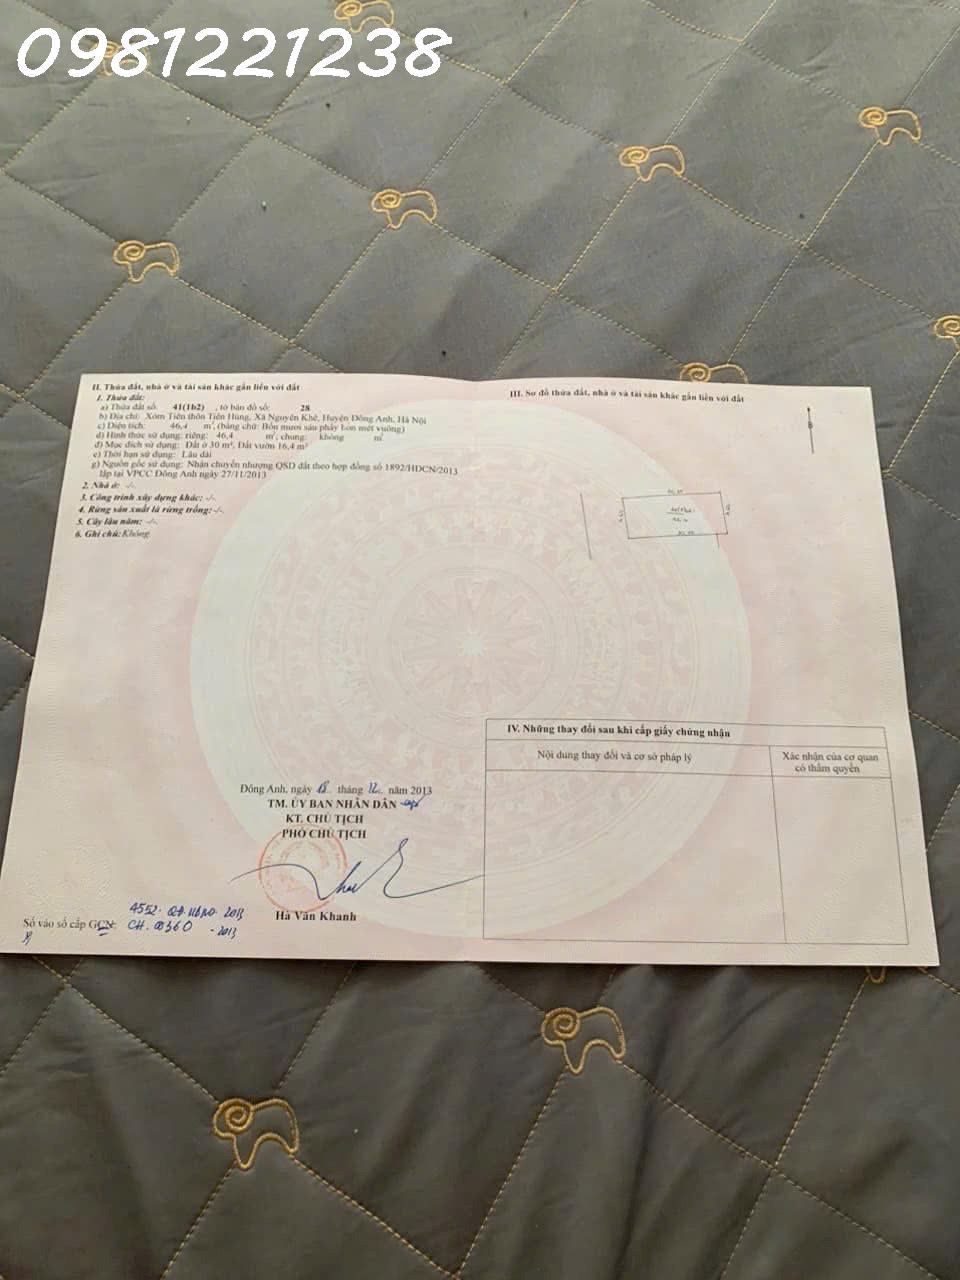 0981221238
II. Thửa đất, nhà ở và tài sản khác gắn liền với đất
1. Thửa đất:
a) Thửa đất số: 41(1b2) , tờ bản đồ số: 28
b) Địa chỉ: Xóm Tiên thôn Tiên Hùng, Xã Nguyên Khê, Huyện Đông Anh, Hà Nội
c) Diện tích: 46,4 m², (bằng chữ: Bốn mươi sáu phẩy bốn mét vuông)
d) Hình thức sử dụng: riêng: 46,4 m²; chung: không m²
đ) Mục đích sử dụng: Đất ở 30 m², Đất vườn 16,4 m²
e) Thời hạn sử dụng: Lâu dài
g) Nguồn gốc sử dụng: Nhận chuyển nhượng QSD đất theo hợp đồng số 1892/HDCN/2013
lập tại VPCC Đông Anh ngày 27/11/2013
2. Nhà ở: -/-
3. Công trình xây dựng khác: -/-
4. Rừng sản xuất là rừng trồng: -/-
5. Cây lâu năm: -/-
6. Ghi chú: Không
III. Sơ đồ thửa đất, nhà ở và tài sản khác gắn liền với đất
B
IV. Những thay đổi sau khi cấp giấy chứng nhận
Nội dung thay đổi và cơ sở pháp lý
Xác nhận của cơ quan
có thẩm quyền
Đông Anh, ngày 18 tháng 12 năm 2013
TM. ỦY BAN NHÂN DÂN
KT. CHỦ TỊCH
PHÓ CHỦ TỊCH
Hà Văn Khanh
4552. 2013
Số vào sổ cấp GCN: CH. 2013